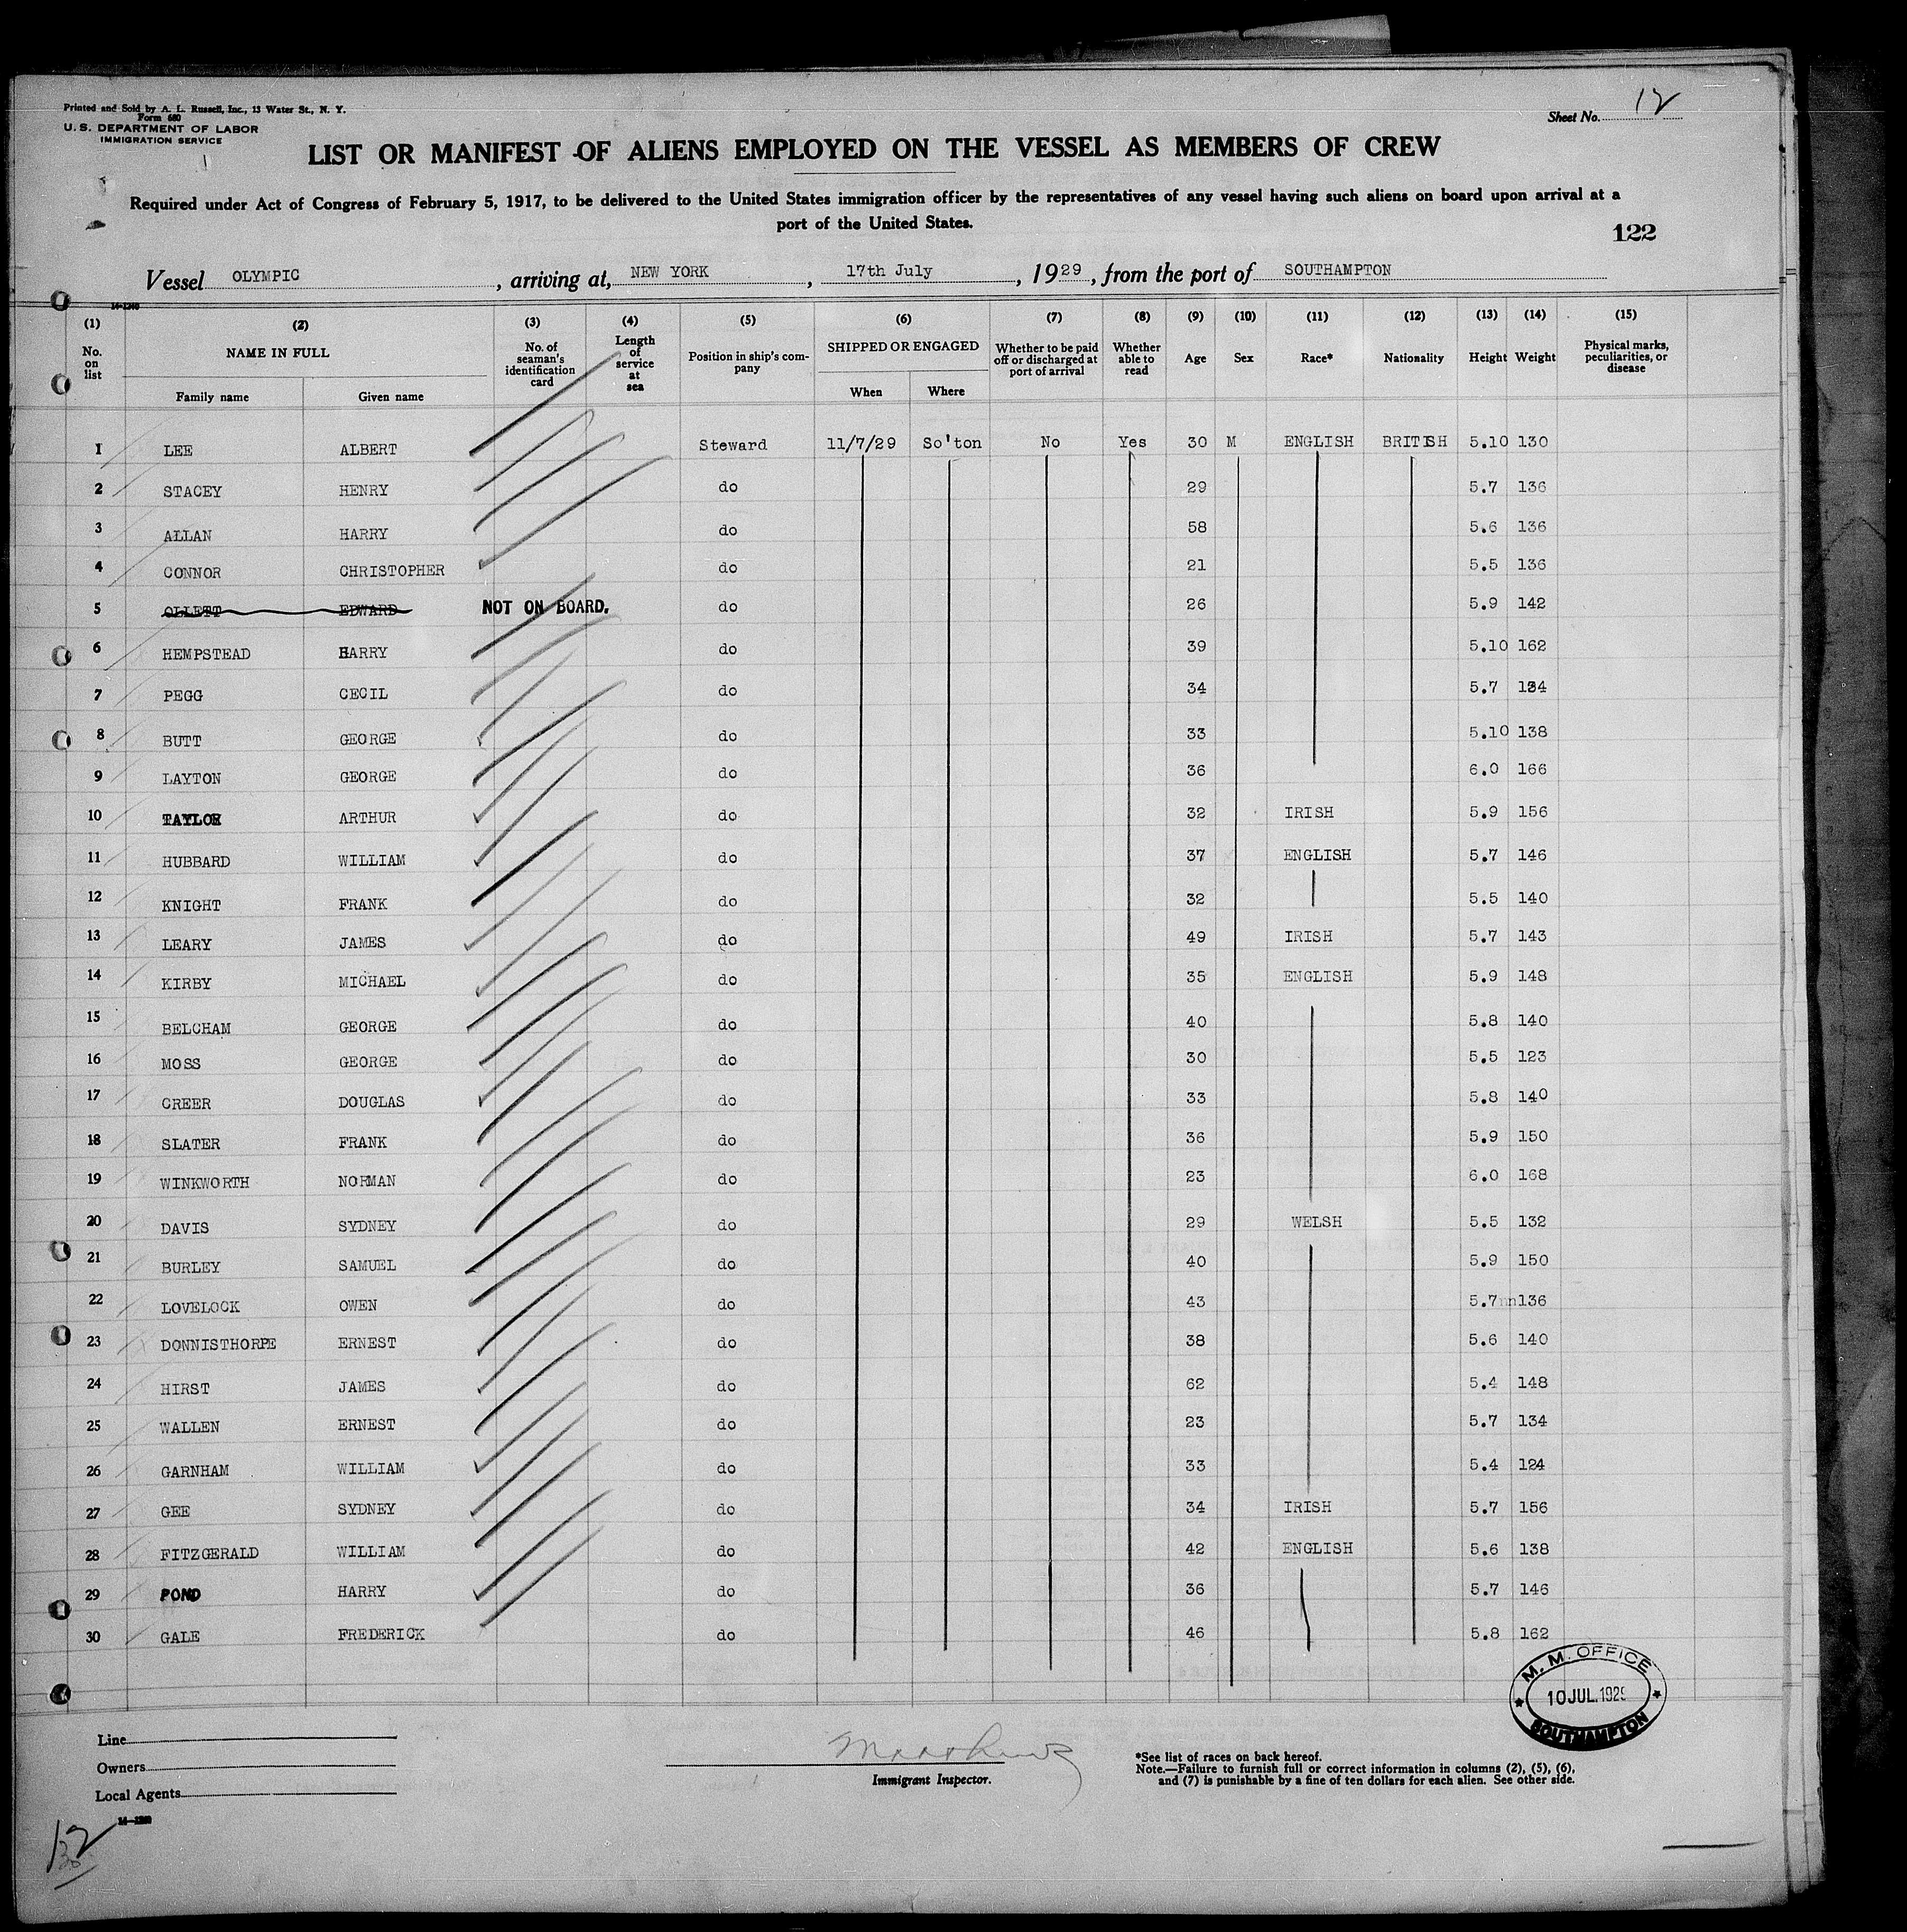 Printed and Sold by A. L. Russell, Inc., 13 Water St., N. Y.
Form 680
U. S. DEPARTMENT OF LABOR
IMMIGRATION SERVICE
Sheet No. 12
LIST OR MANIFEST OF ALIENS EMPLOYED ON THE VESSEL AS MEMBERS OF CREW
Required under Act of Congress of February 5, 1917, to be delivered to the United States immigration officer by the representatives of any vessel having such aliens on board upon arrival at a
port of the United States.
122
Vessel OLYMPIC, arriving at, NEW YORK, 17th July, 1929, from the port of SOUTHAMPTON
(1) (2) (3) (4) (5) (6) (7) (8) (9) (10) (11) (12) (13) (14) (15)
No. on list NAME IN FULL Family name Given name No. of seaman's identification card Length of service at sea Position in ship's company SHIPPED OR ENGAGED When Where Whether to be paid off or discharged at port of arrival Whether able to read Age Sex Race* Nationality Height Weight Physical marks, peculiarities, or disease
1 LEE ALBERT Steward 11/7/29 So'ton No Yes 30 M ENGLISH BRITISH 5.10 130
2 STACEY HENRY do 29 5.7 136
3 ALLAN HARRY do 58 5.6 136
4 CONNOR CHRISTOPHER do 21 5.5 136
5 OLLETT EDWARD NOT ON BOARD. do 26 5.9 142
6 HEMPSTEAD HARRY do 39 5.10 162
7 PEGG CECIL do 34 5.7 134
8 BUTT GEORGE do 33 5.10 138
9 LAYTON GEORGE do 36 6.0 166
10 TAYLOR ARTHUR do 32 IRISH 5.9 156
11 HUBBARD WILLIAM do 37 ENGLISH 5.7 146
12 KNIGHT FRANK do 32 5.5 140
13 LEARY JAMES do 49 IRISH 5.7 143
14 KIRBY MICHAEL do 35 ENGLISH 5.9 148
15 BELCHAM GEORGE do 40 5.8 140
16 MOSS GEORGE do 30 5.5 123
17 GREER DOUGLAS do 33 5.8 140
18 SLATER FRANK do 36 5.9 150
19 WINKWORTH NORMAN do 23 6.0 168
20 DAVIS SYDNEY do 29 WELSH 5.5 132
21 BURLEY SAMUEL do 40 5.9 150
22 LOVELOCK OWEN do 43 5.7 136
23 DONNISTHORPE ERNEST do 38 5.6 140
24 HIRST JAMES do 62 5.4 148
25 WALLEN ERNEST do 23 5.7 134
26 GARNHAM WILLIAM do 33 5.4 124
27 GEE SYDNEY do 34 IRISH 5.7 156
28 FITZGERALD WILLIAM do 42 ENGLISH 5.6 138
29 POND HARRY do 36 5.7 146
30 GALE FREDERICK do 46 5.8 162
M. M. OFFICE
10 JUL. 1929
SOUTHAMPTON
Line
Owners
Local Agents
Immigrant Inspector.
*See list of races on back hereof.
Note.—Failure to furnish full or correct information in columns (2), (5), (6),
and (7) is punishable by a fine of ten dollars for each alien. See other side.